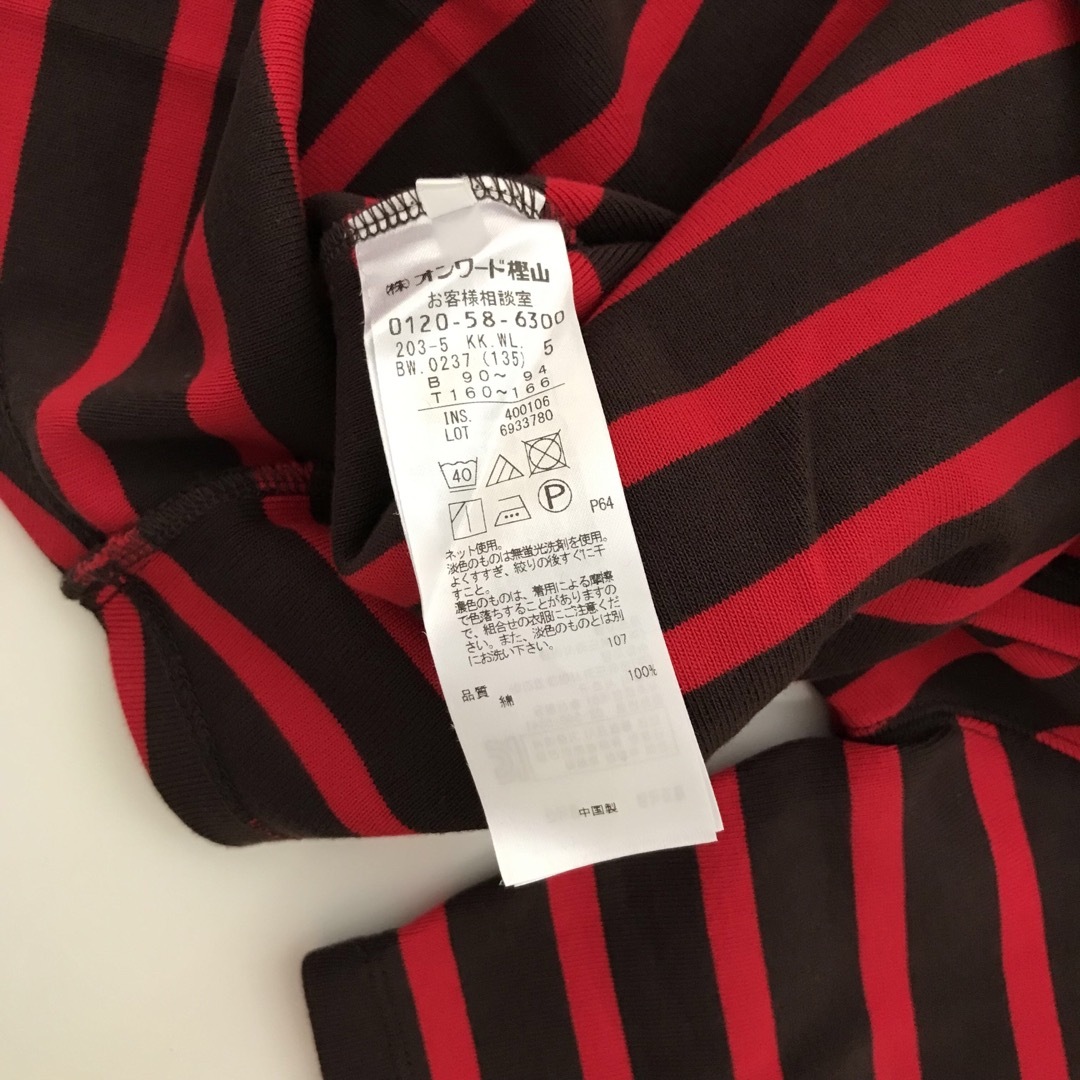 ㈱オンワード樫山
お客様相談室
0120-58-6300
203-5 KK.WL. 5
BW.0237 (135)
B 90～ 94
T 160～166
INS. 400106
LOT 6933780
40
P
P64
ネット使用。
淡色のものは無蛍光洗剤を使用。
よくすすぎ、絞りの後すぐに干
すこと。
濃色のものは、着用による摩擦
で色落ちすることがありますの
で、組合せの衣服にご注意くだ
さい。また、淡色のものとは別
にお洗い下さい。 107
品質 綿 100%
中国製